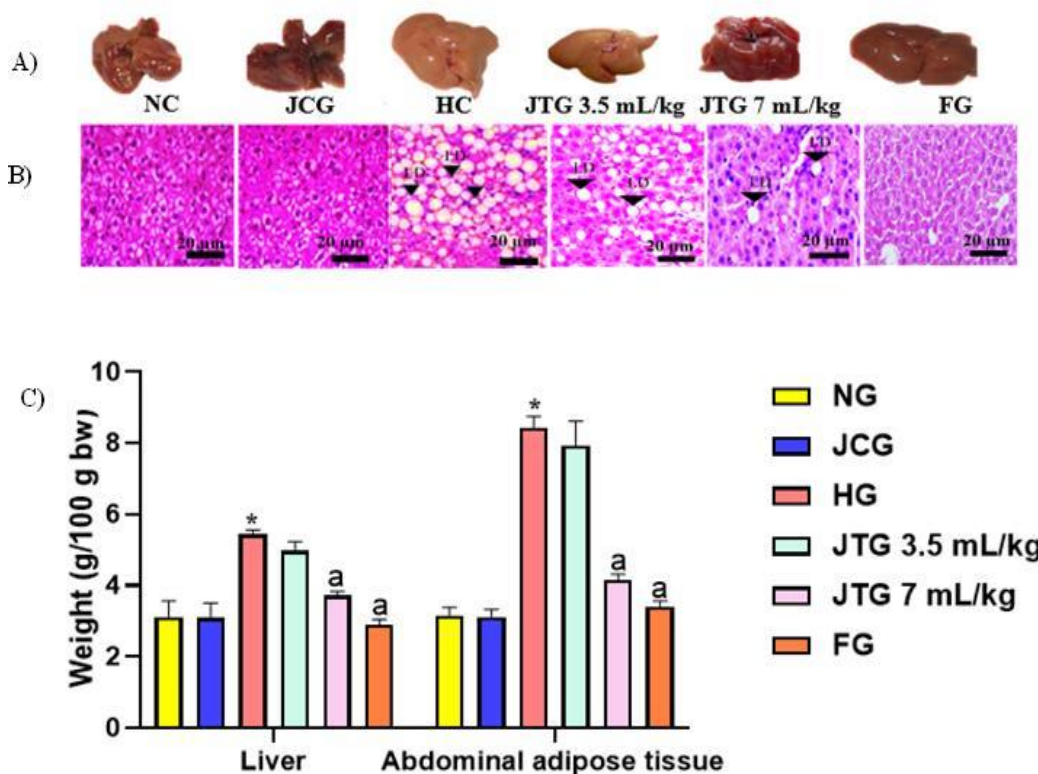 A)
NC JCG HC JTG 3.5 mL/kg JTG 7 mL/kg FG
B)
LD LD LD LD LD LD
20 µm 20 µm 20 µm 20 µm 20 µm 20 µm
C)
Weight (g/100 g bw)
10
8
6
4
2
0
* a a
* a a
Liver Abdominal adipose tissue
NG
JCG
HG
JTG 3.5 mL/kg
JTG 7 mL/kg
FG